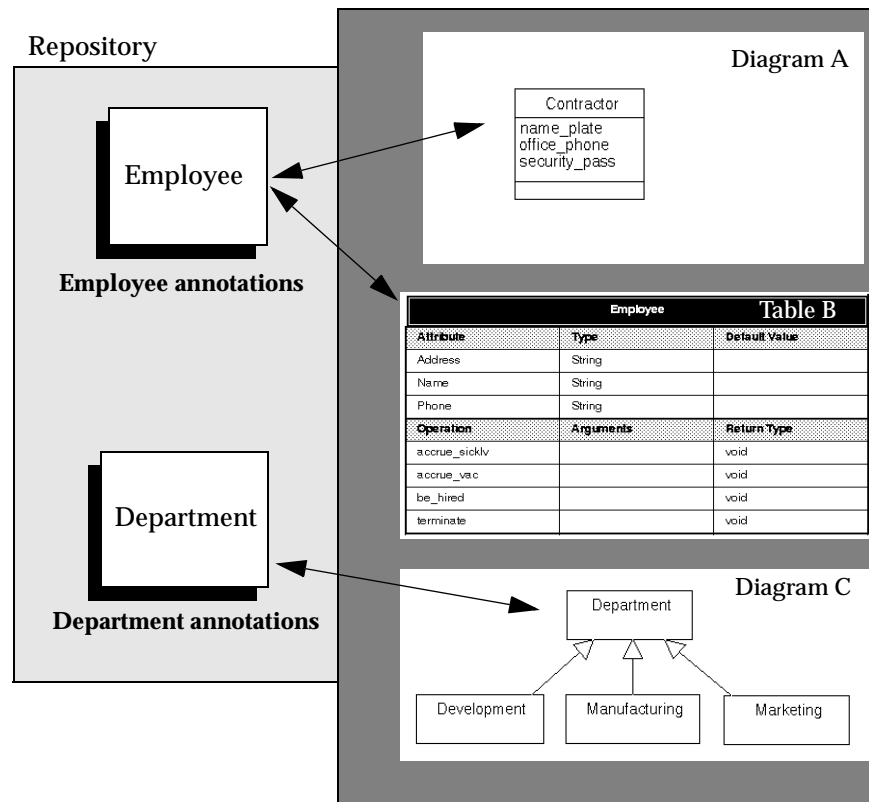 Repository
Diagram A
Contractor
name_plate
office_phone
security_pass
Employee
Employee annotations
Employee Table B
Attribute Type Default Value
Address String
Name String
Phone String
Operation Arguments Return Type
accrue_sicklv void
accrue_vac void
be_hired void
terminate void
Department
Department annotations
Diagram C
Department
Development Manufacturing Marketing